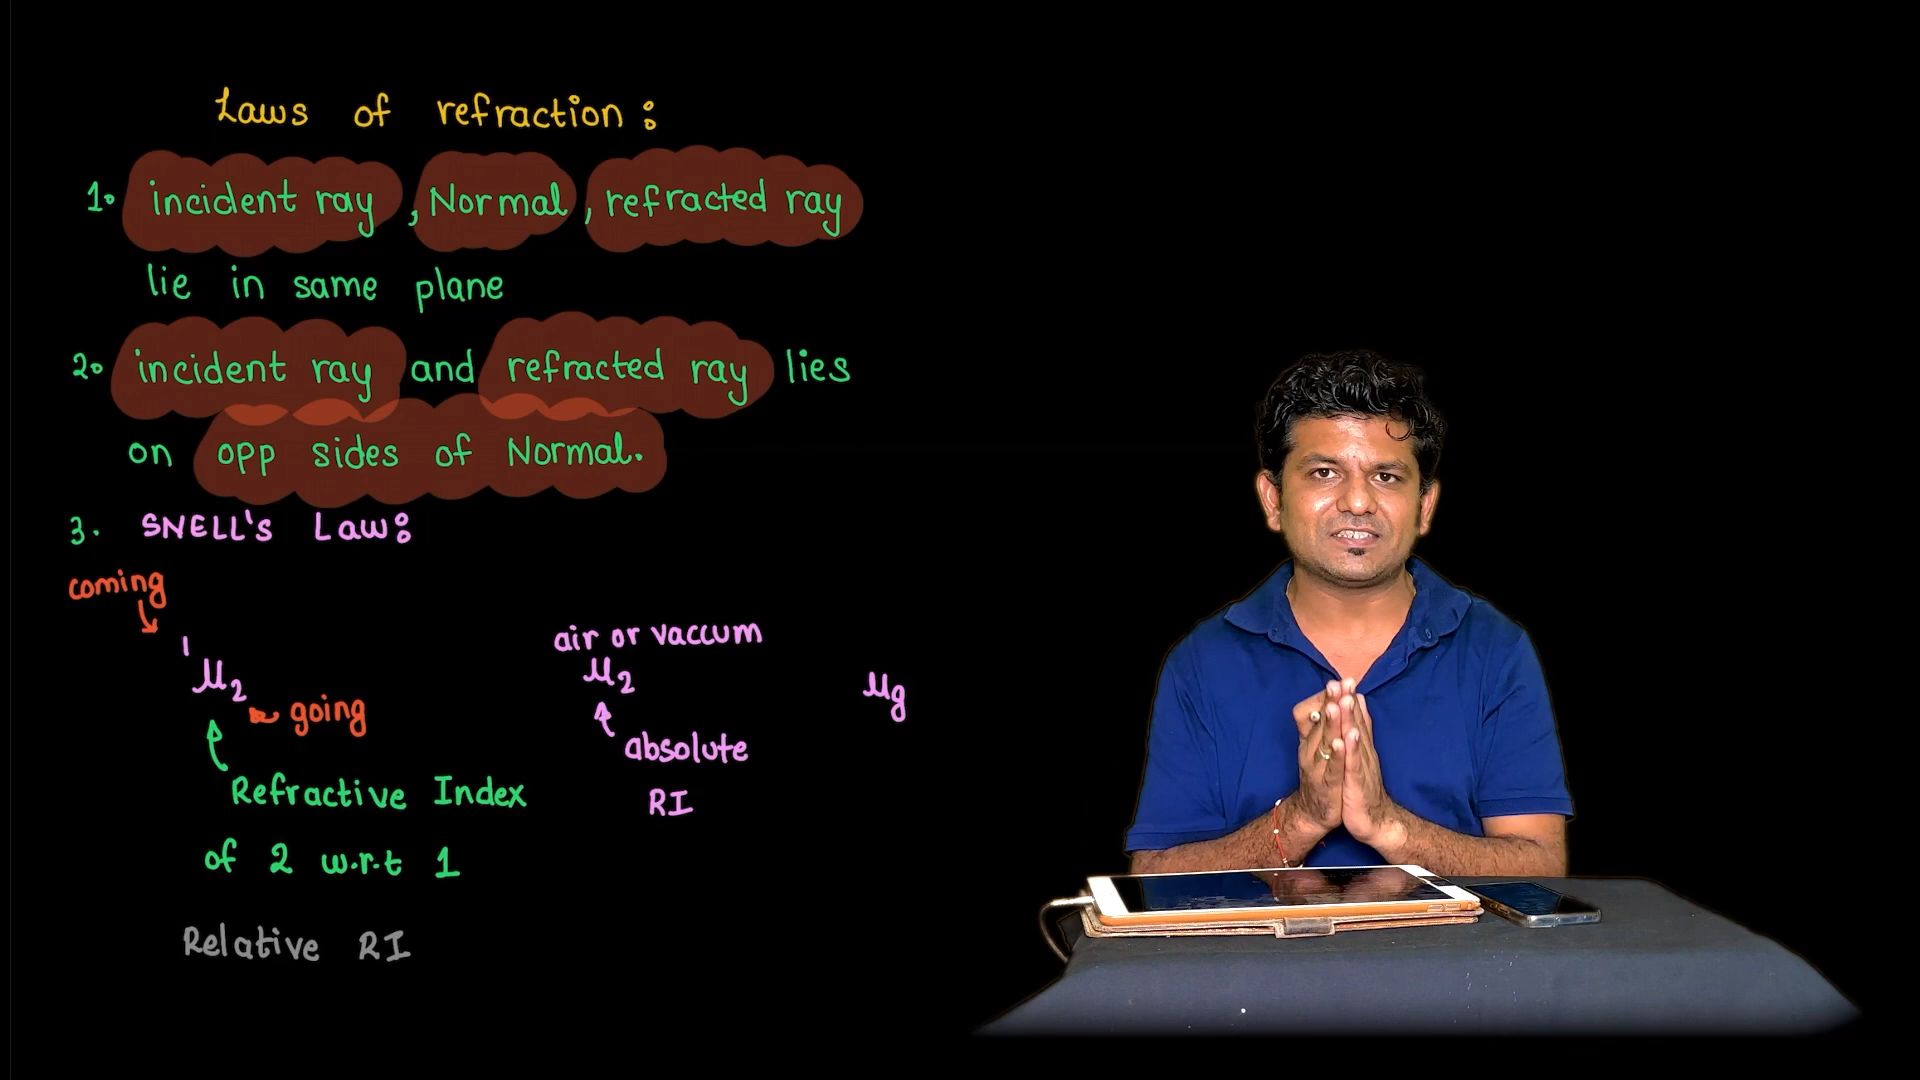 Laws of refraction :
1. incident ray , Normal , refracted ray
lie in same plane
2. incident ray and refracted ray lies
on opp sides of Normal.
3. SNELL's Law:
coming
1
μ2
going
Refractive Index
of 2 w.r.t 1
Relative RI
air or vaccum
μ2
absolute
RI
μg